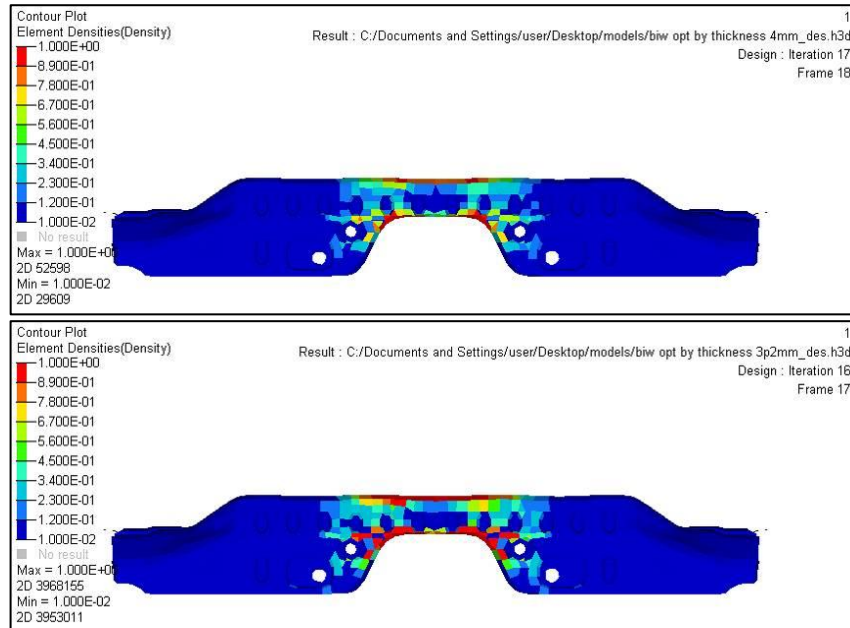 Contour Plot
Element Densities(Density)
1
Result : C:/Documents and Settings/user/Desktop/models/biw opt by thickness 4mm_des.h3d
Design : Iteration 17
Frame 18
1.000E+00
8.900E-01
7.800E-01
6.700E-01
5.600E-01
4.500E-01
3.400E-01
2.300E-01
1.200E-01
1.000E-02
No result
Max = 1.000E+00
2D 52598
Min = 1.000E-02
2D 29609
Contour Plot
Element Densities(Density)
1
Result : C:/Documents and Settings/user/Desktop/models/biw opt by thickness 3p2mm_des.h3d
Design : Iteration 16
Frame 17
1.000E+00
8.900E-01
7.800E-01
6.700E-01
5.600E-01
4.500E-01
3.400E-01
2.300E-01
1.200E-01
1.000E-02
No result
Max = 1.000E+00
2D 3968155
Min = 1.000E-02
2D 3953011